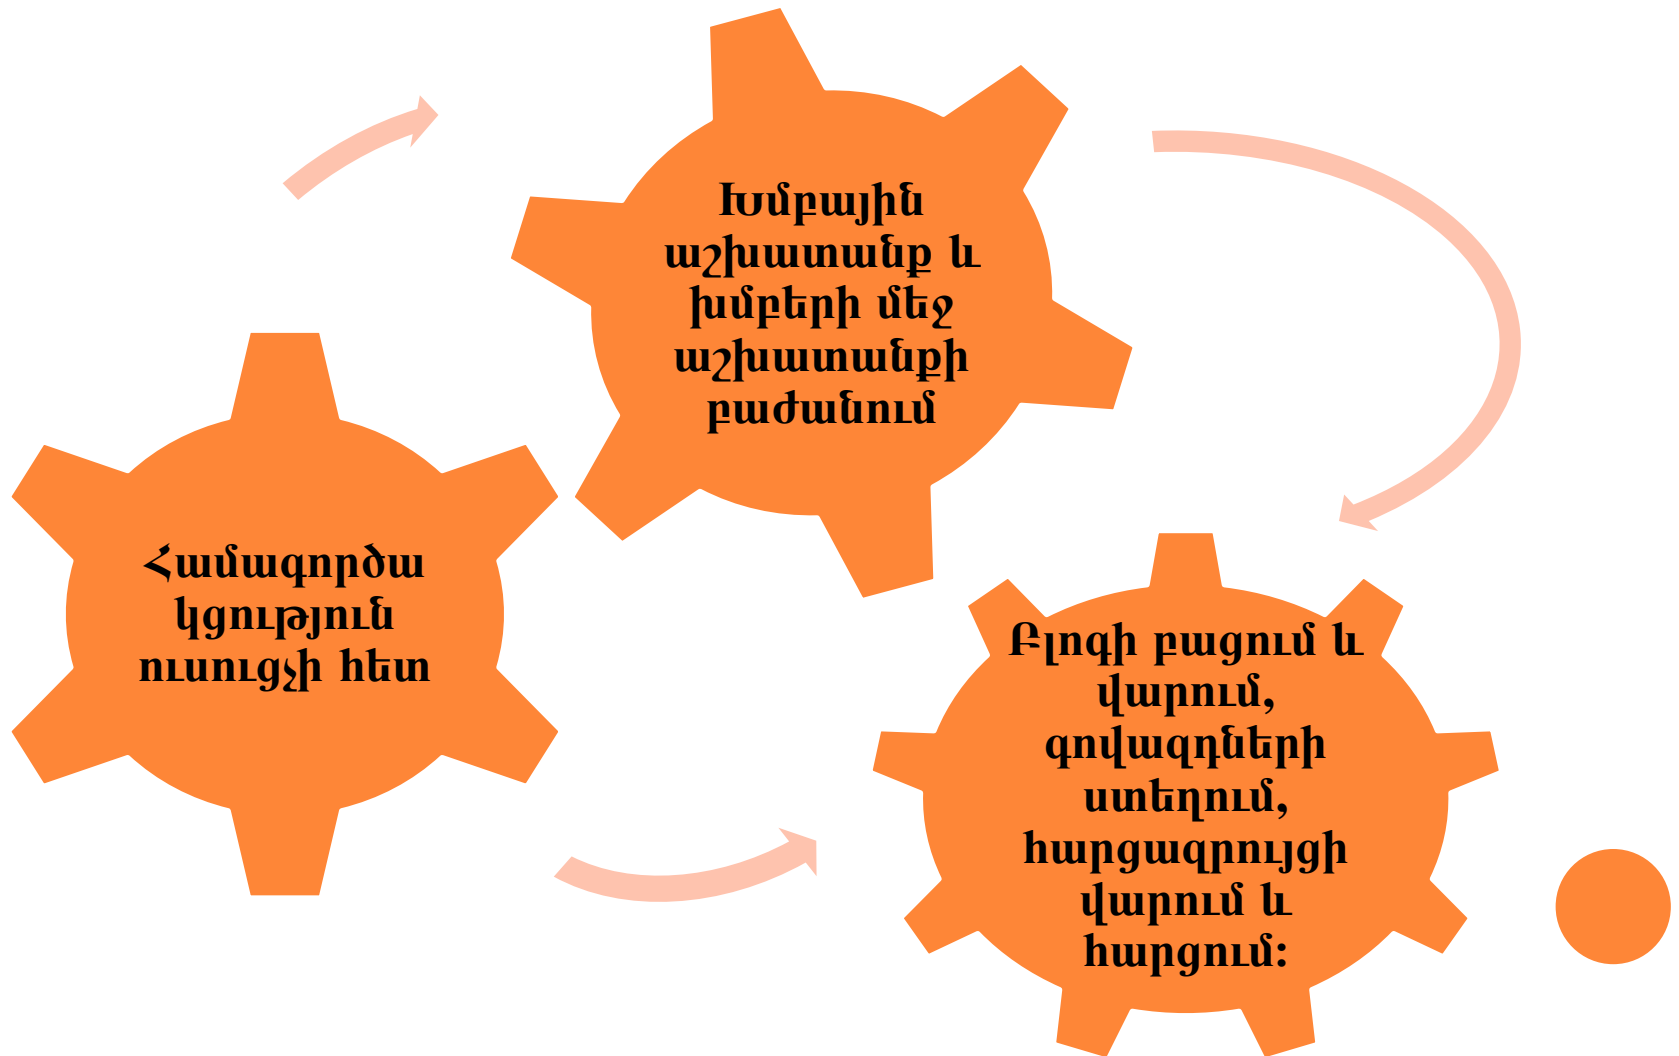 Խմբային
աշխատանք և
խմբերի մեջ
աշխատանքի
բաժանում
Համագործա
կցություն
ուսուցչի հետ
Բլոգի բացում և
վարում,
գովազդների
ստեղում,
հարցազրույցի
վարում և
հարցում: